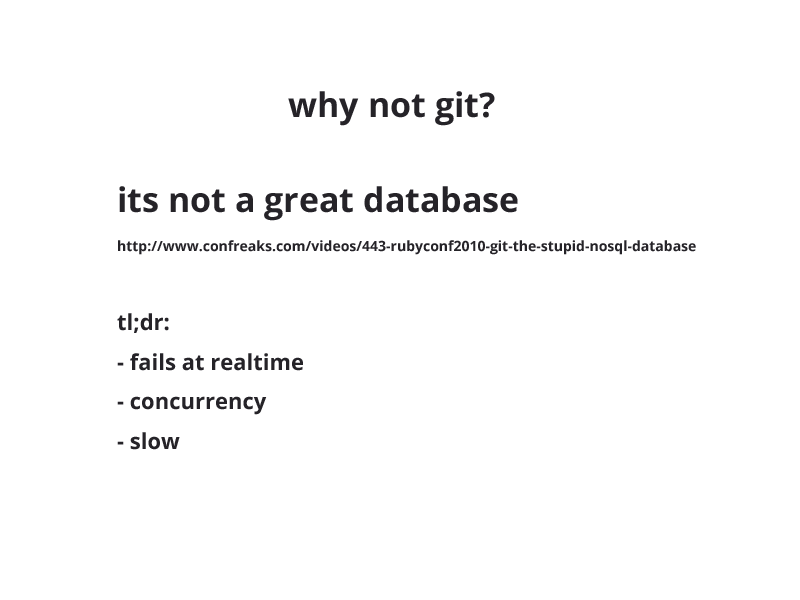 why not git?
its not a great database
http://www.confreaks.com/videos/443-rubyconf2010-git-the-stupid-nosql-database
tl;dr:
- fails at realtime
- concurrency
- slow